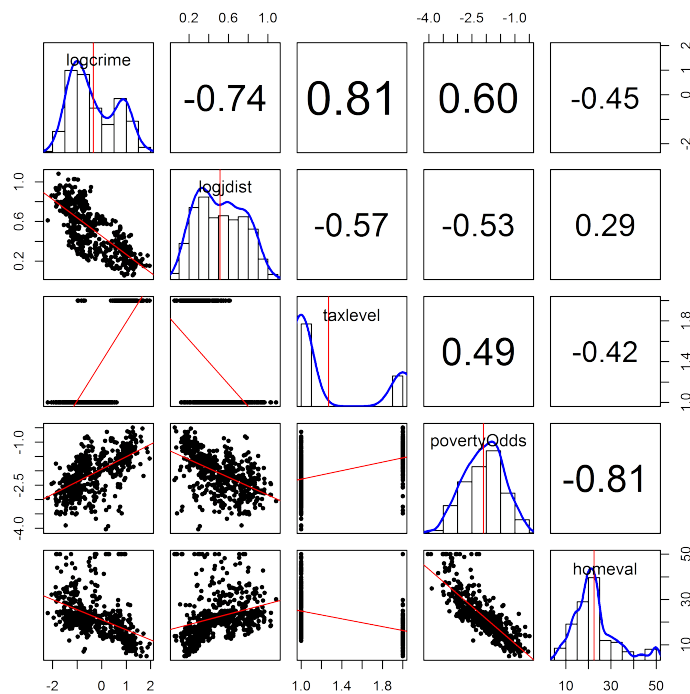 0.2 0.6 1.0 -4.0 -2.5 -1.0
logcrime -0.74 0.81 0.60 -0.45 -2 0 1 2
0.2 0.6 1.0 logjdist -0.57 -0.53 0.29
taxlevel 0.49 -0.42 1.0 1.4 1.8
-4.0 -2.5 -1.0 povertyOdds -0.81
homeval 10 30 50
-2 -1 0 1 2 1.0 1.4 1.8 10 30 50